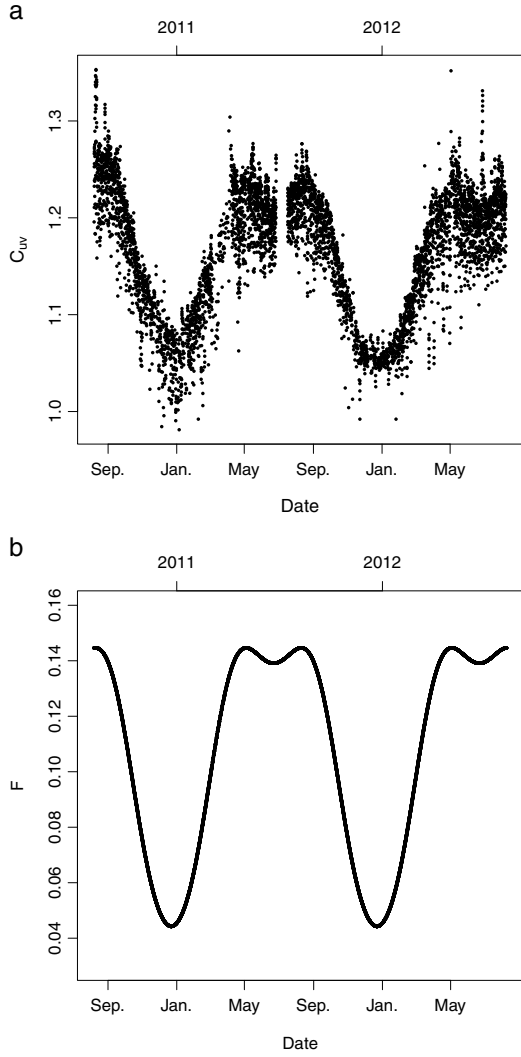 a
2011 2012
1.3
1.2
1.1
1.0
C_uv
Sep. Jan. May Sep. Jan. May
Date
b
2011 2012
0.16
0.14
0.12
0.10
0.08
0.06
0.04
F
Sep. Jan. May Sep. Jan. May
Date